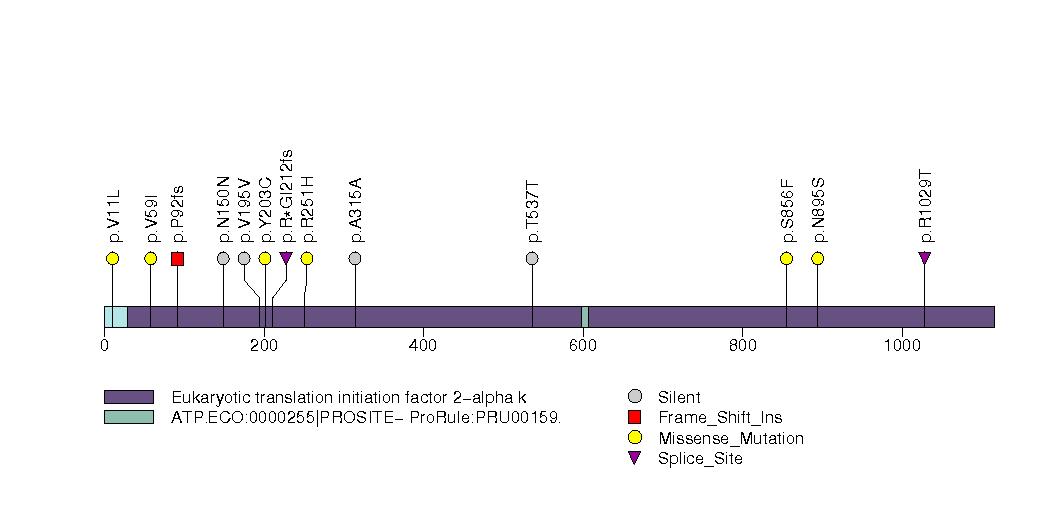 p.V11L
p.V59I
p.P92fs
p.N150N
p.V195V
p.Y203C
p.R*GI212fs
p.R251H
p.A315A
p.T537T
p.S856F
p.N895S
p.R1029T
0 200 400 600 800 1000
Eukaryotic translation initiation factor 2-alpha k
ATP.ECO:0000255|PROSITE- ProRule:PRU00159.
Silent
Frame_Shift_Ins
Missense_Mutation
Splice_Site